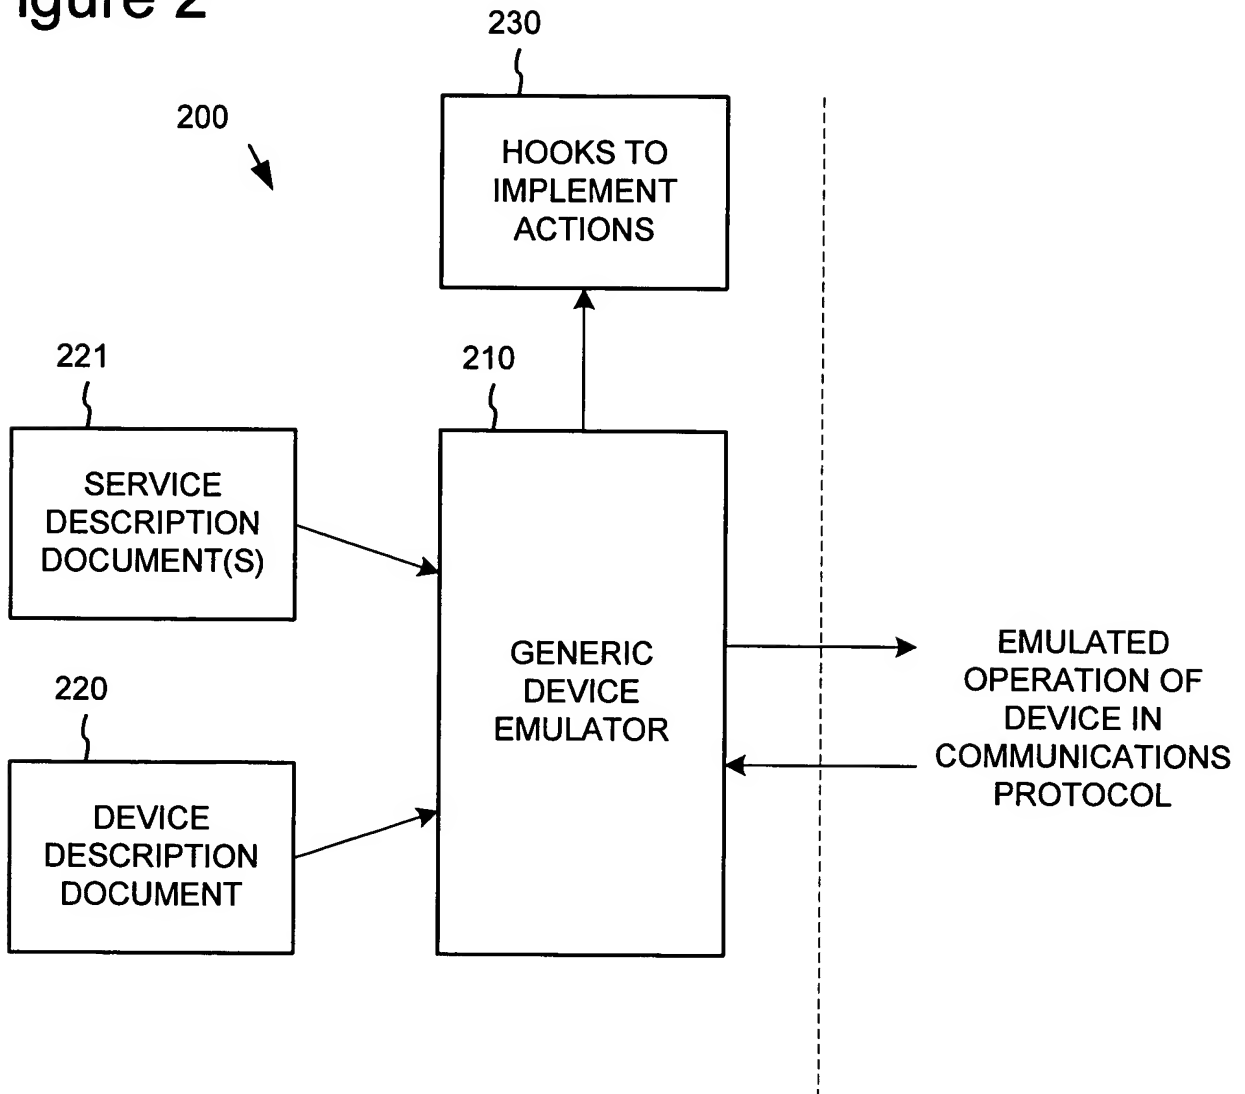 igure 2
230
200
HOOKS TO
IMPLEMENT
ACTIONS
221
210
SERVICE
DESCRIPTION
DOCUMENT(S)
GENERIC
DEVICE
EMULATOR
EMULATED
OPERATION OF
DEVICE IN
COMMUNICATIONS
PROTOCOL
220
DEVICE
DESCRIPTION
DOCUMENT